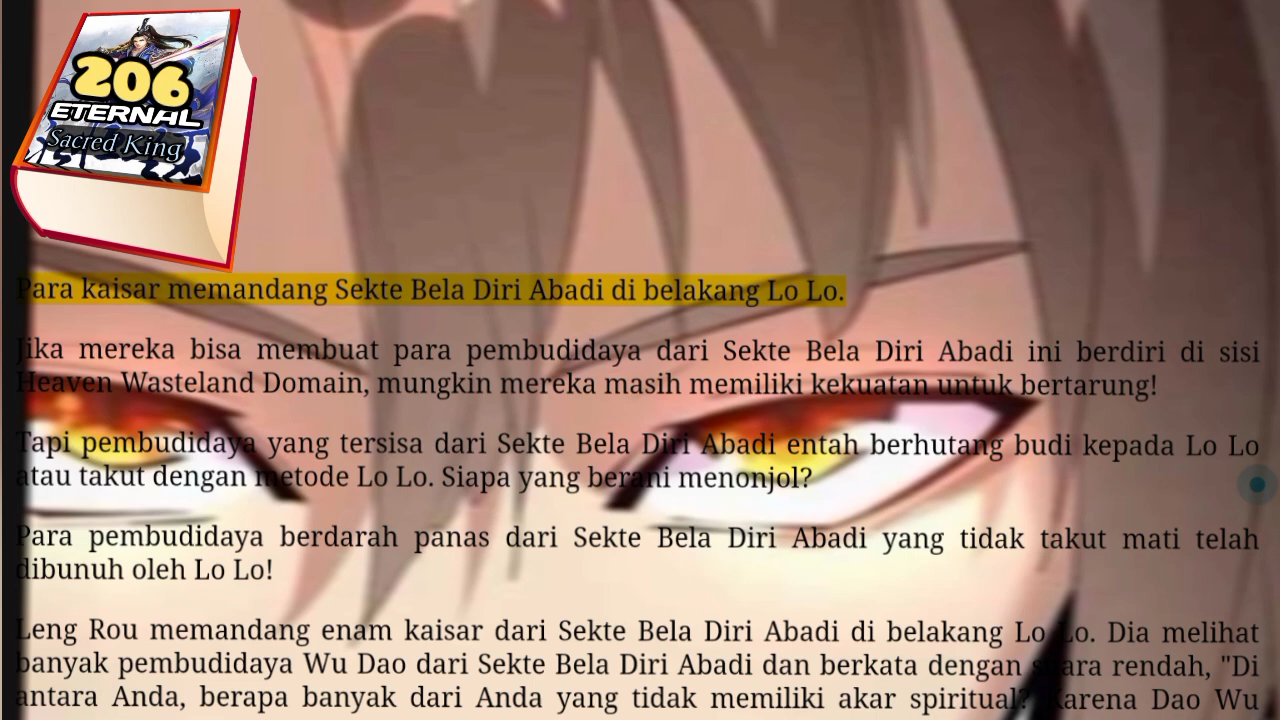 206
ETERNAL
Sacred King
Para kaisar memandang Sekte Bela Diri Abadi di belakang Lo Lo.
Jika mereka bisa membuat para pembudidaya dari Sekte Bela Diri Abadi ini berdiri di sisi
Heaven Wasteland Domain, mungkin mereka masih memiliki kekuatan untuk bertarung!
Tapi pembudidaya yang tersisa dari Sekte Bela Diri Abadi entah berhutang budi kepada Lo Lo
atau takut dengan metode Lo Lo. Siapa yang berani menonjol?
Para pembudidaya berdarah panas dari Sekte Bela Diri Abadi yang tidak takut mati telah
dibunuh oleh Lo Lo!
Leng Rou memandang enam kaisar dari Sekte Bela Diri Abadi di belakang Lo Lo. Dia melihat
banyak pembudidaya Wu Dao dari Sekte Bela Diri Abadi dan berkata dengan suara rendah, "Di
antara Anda, berapa banyak dari Anda yang tidak memiliki akar spiritual? Karena Dao Wu